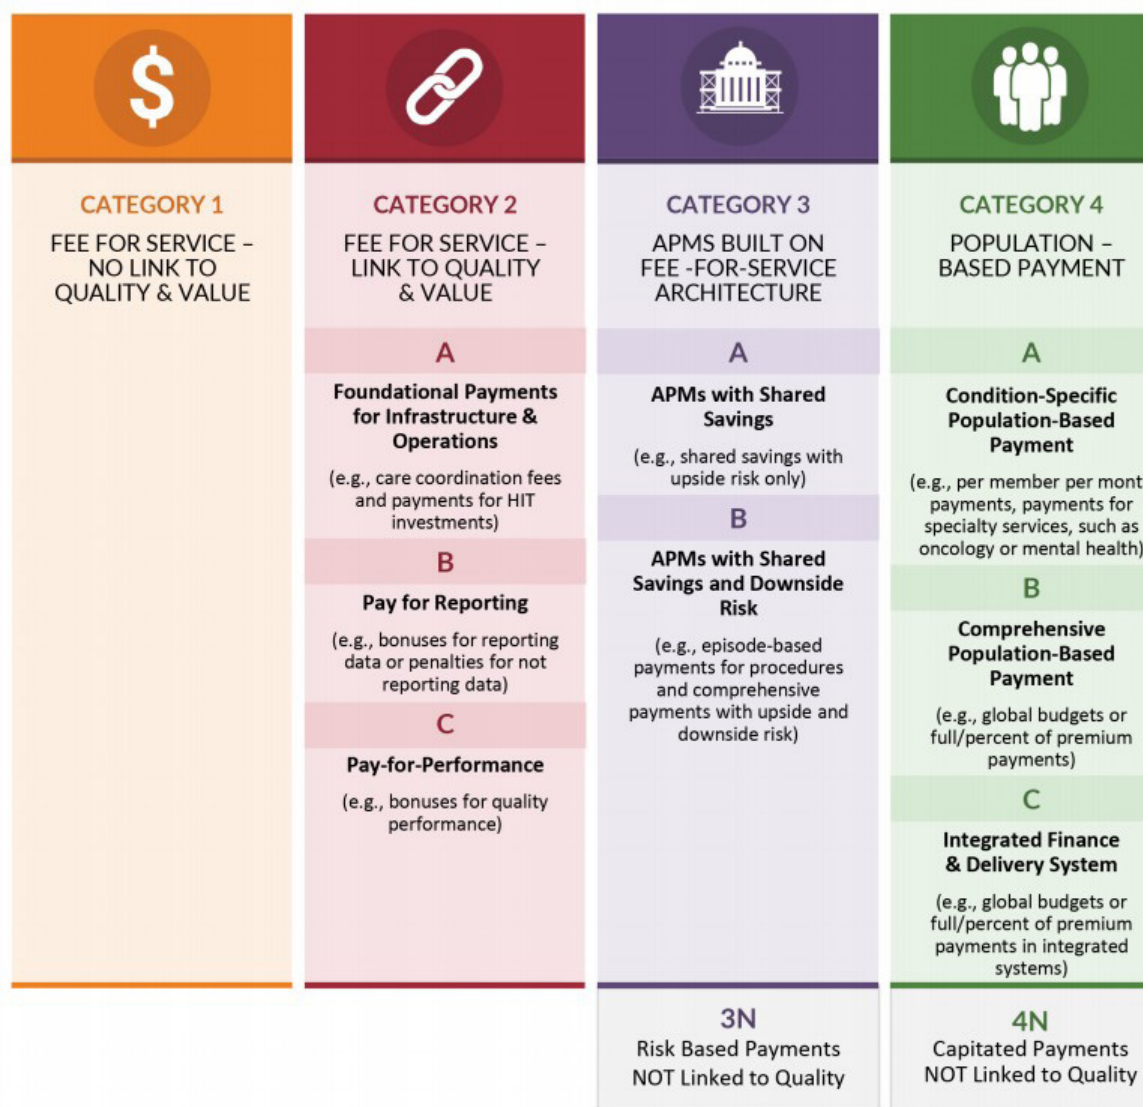 $
CATEGORY 1
FEE FOR SERVICE –
NO LINK TO
QUALITY & VALUE
CATEGORY 2
FEE FOR SERVICE –
LINK TO QUALITY
& VALUE
A
Foundational Payments
for Infrastructure &
Operations
(e.g., care coordination fees
and payments for HIT
investments)
B
Pay for Reporting
(e.g., bonuses for reporting
data or penalties for not
reporting data)
C
Pay-for-Performance
(e.g., bonuses for quality
performance)
CATEGORY 3
APMS BUILT ON
FEE -FOR-SERVICE
ARCHITECTURE
A
APMs with Shared
Savings
(e.g., shared savings with
upside risk only)
B
APMs with Shared
Savings and Downside
Risk
(e.g., episode-based
payments for procedures
and comprehensive
payments with upside and
downside risk)
3N
Risk Based Payments
NOT Linked to Quality
CATEGORY 4
POPULATION –
BASED PAYMENT
A
Condition-Specific
Population-Based
Payment
(e.g., per member per mont
payments, payments for
specialty services, such as
oncology or mental health)
B
Comprehensive
Population-Based
Payment
(e.g., global budgets or
full/percent of premium
payments)
C
Integrated Finance
& Delivery System
(e.g., global budgets or
full/percent of premium
payments in integrated
systems)
4N
Capitated Payments
NOT Linked to Quality